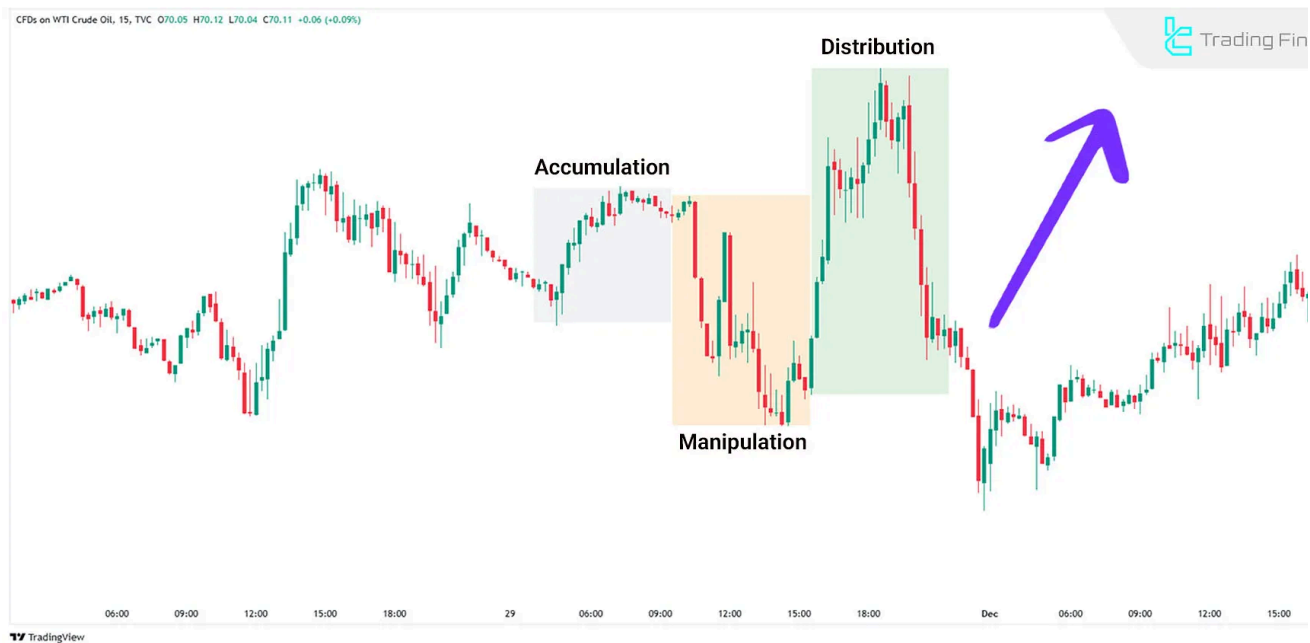 CFDs on WTI Crude Oil, 15, TVC O70.05 H70.12 L70.04 C70.11 +0.06 (+0.09%)
Trading Fin
Distribution
Accumulation
Manipulation
06:00 09:00 12:00 15:00 18:00 29 06:00 09:00 12:00 15:00 18:00 Dec 06:00 09:00 12:00 15:00
TradingView